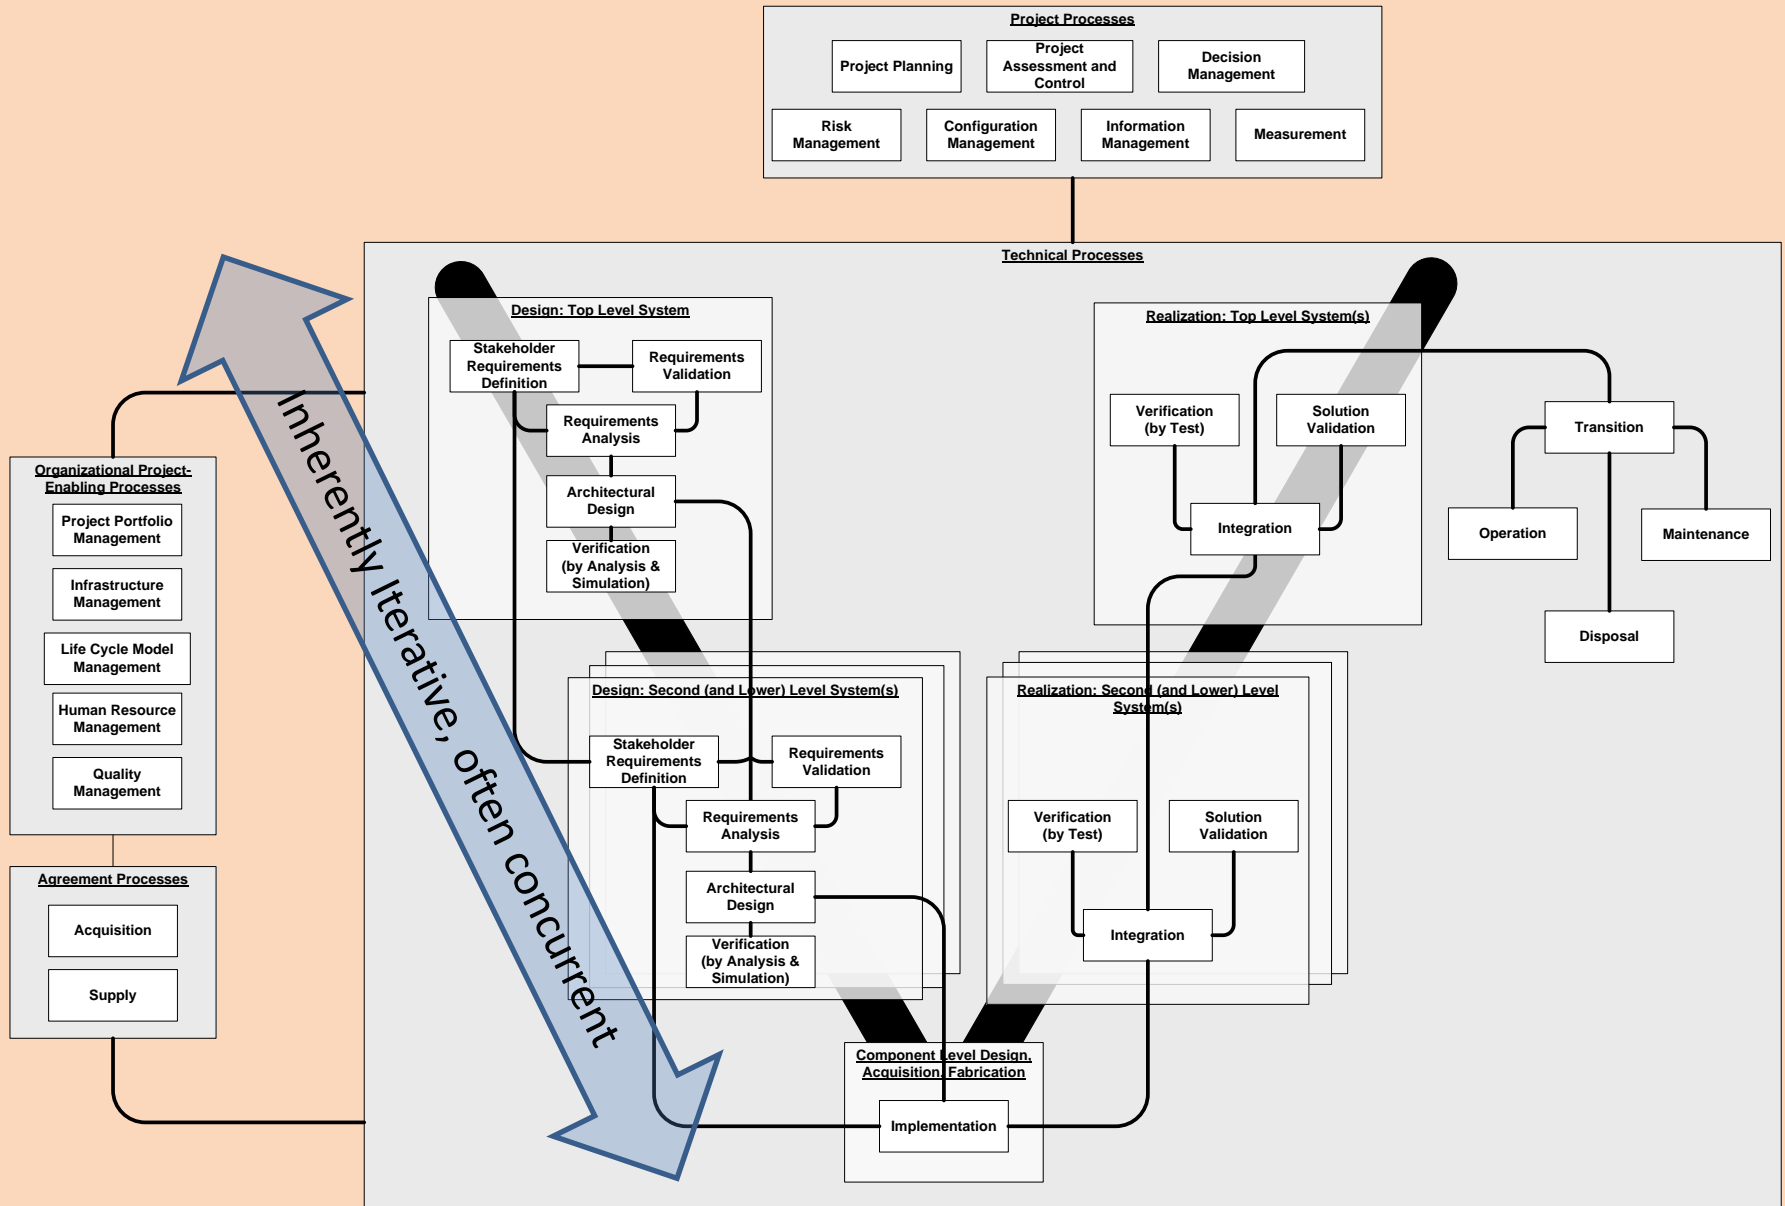 Project Processes
Project Planning
Project
Assessment and
Control
Decision
Management
Risk
Management
Configuration
Management
Information
Management
Measurement
Technical Processes
Design: Top Level System
Stakeholder
Requirements
Definition
Requirements
Validation
Requirements
Analysis
Architectural
Design
Verification
(by Analysis &
Simulation)
Realization: Top Level System(s)
Verification
(by Test)
Solution
Validation
Integration
Transition
Operation
Maintenance
Disposal
Organizational Project-
Enabling Processes
Project Portfolio
Management
Infrastructure
Management
Life Cycle Model
Management
Human Resource
Management
Quality
Management
Agreement Processes
Acquisition
Supply
Inherently Iterative, often concurrent
Design: Second (and Lower) Level System(s)
Stakeholder
Requirements
Definition
Requirements
Validation
Requirements
Analysis
Architectural
Design
Verification
(by Analysis &
Simulation)
Realization: Second (and Lower) Level
System(s)
Verification
(by Test)
Solution
Validation
Integration
Component Level Design,
Acquisition, Fabrication
Implementation